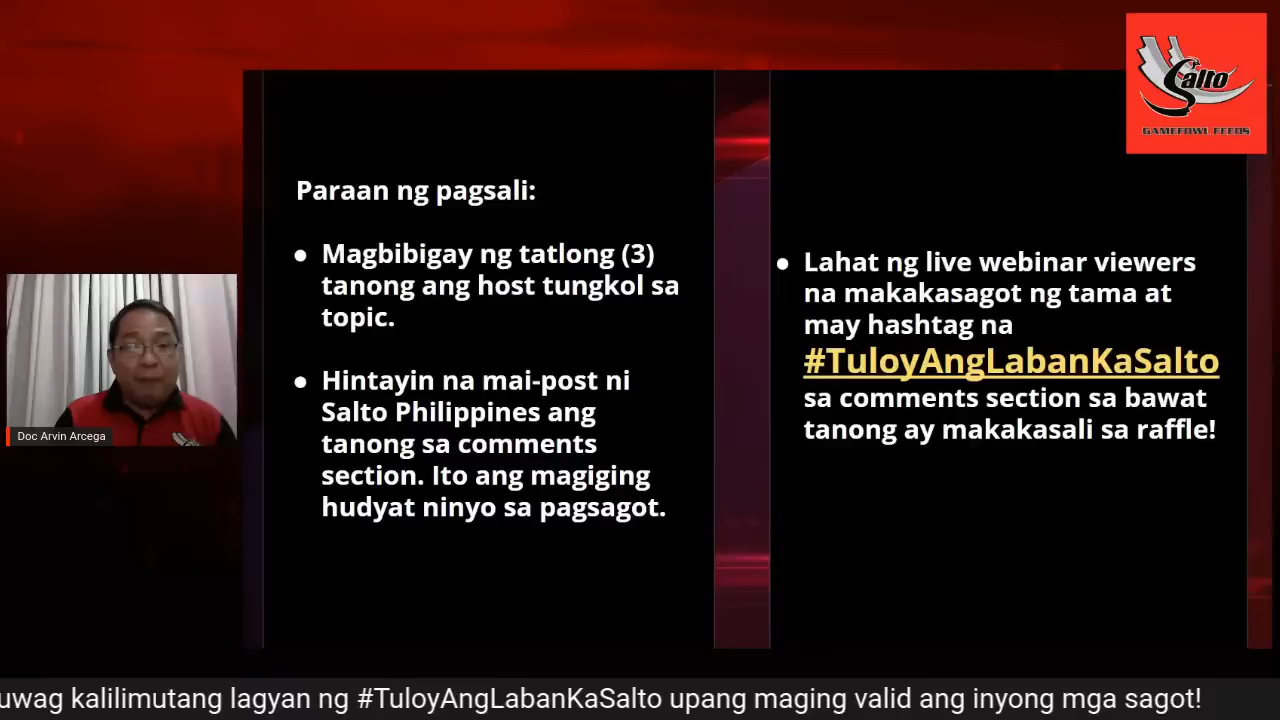 Salto
GAMEFOWL FEEDS
Paraan ng pagsali:
● Magbibigay ng tatlong (3)
tanong ang host tungkol sa
topic.
● Hintayin na mai-post ni
Salto Philippines ang
tanong sa comments
section. Ito ang magiging
hudyat ninyo sa pagsagot.
● Lahat ng live webinar viewers
na makakasagot ng tama at
may hashtag na
#TuloyAngLabanKaSalto
sa comments section sa bawat
tanong ay makakasali sa raffle!
Doc Arvin Arcega
uwag kalilimutang lagyan ng #TuloyAngLabanKaSalto upang maging valid ang inyong mga sagot!